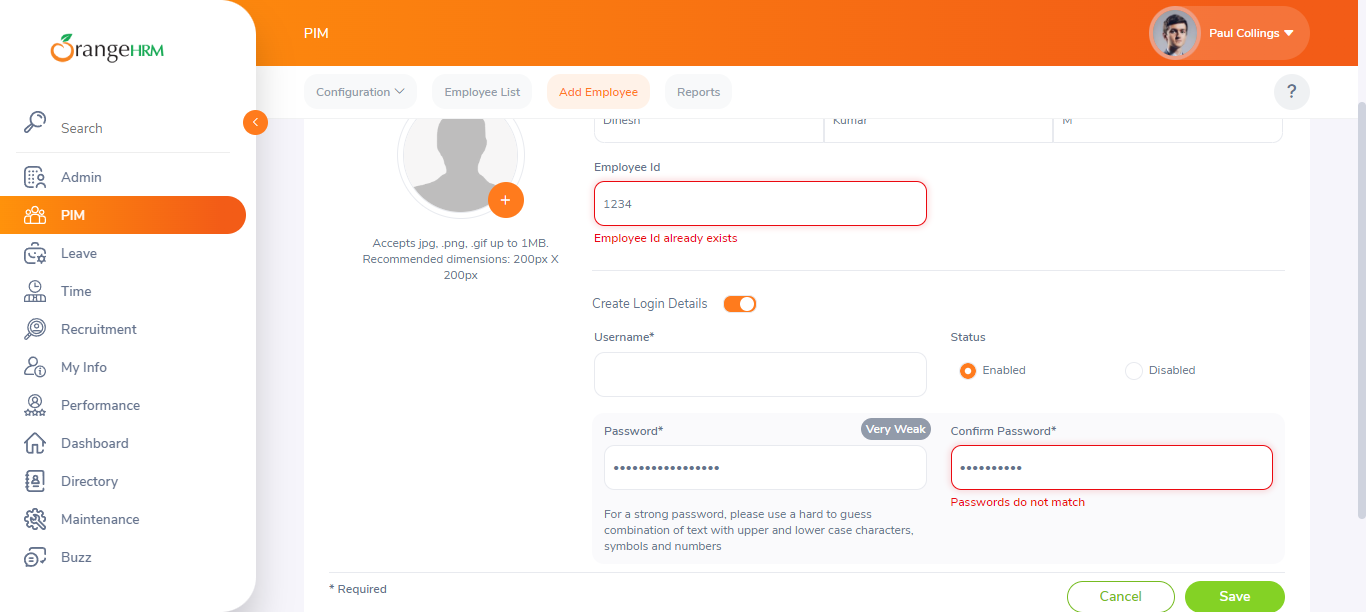 OrangeHRM
PIM
Paul Collings
Configuration
Employee List
Add Employee
Reports
?
Search
Admin
PIM
Leave
Time
Recruitment
My Info
Performance
Dashboard
Directory
Maintenance
Buzz
Accepts jpg, .png, .gif up to 1MB.
Recommended dimensions: 200px X
200px
Dinesh
Kumar
M
Employee Id
1234
Employee Id already exists
Create Login Details
Username*
Status
Enabled
Disabled
Password*
Very Weak
Confirm Password*
•••••••••••••••••
••••••••••
Passwords do not match
For a strong password, please use a hard to guess
combination of text with upper and lower case characters,
symbols and numbers
* Required
Cancel
Save